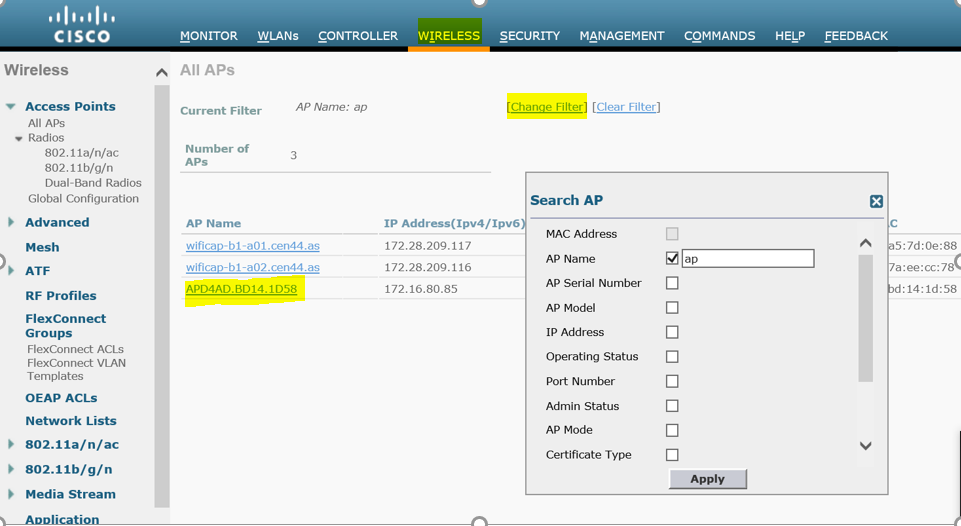 CISCO
MONITOR WLANs CONTROLLER WIRELESS SECURITY MANAGEMENT COMMANDS HELP FEEDBACK
Wireless
Access Points
All APs
Radios
802.11a/n/ac
802.11b/g/n
Dual-Band Radios
Global Configuration
Advanced
Mesh
ATF
RF Profiles
FlexConnect
Groups
FlexConnect ACLs
FlexConnect VLAN
Templates
OEAP ACLs
Network Lists
802.11a/n/ac
802.11b/g/n
Media Stream
Application
All APs
Current Filter AP Name: ap [Change Filter] [Clear Filter]
Number of
APs 3
AP Name IP Address(Ipv4/Ipv6) C
wificap-b1-a01.cen44.as 172.28.209.117 a5:7d:0e:88
wificap-b1-a02.cen44.as 172.28.209.116 7a:ee:cc:78
APD4AD.BD14.1D58 172.16.80.85 bd:14:1d:58
Search AP
MAC Address
AP Name ap
AP Serial Number
AP Model
IP Address
Operating Status
Port Number
Admin Status
AP Mode
Certificate Type
Apply